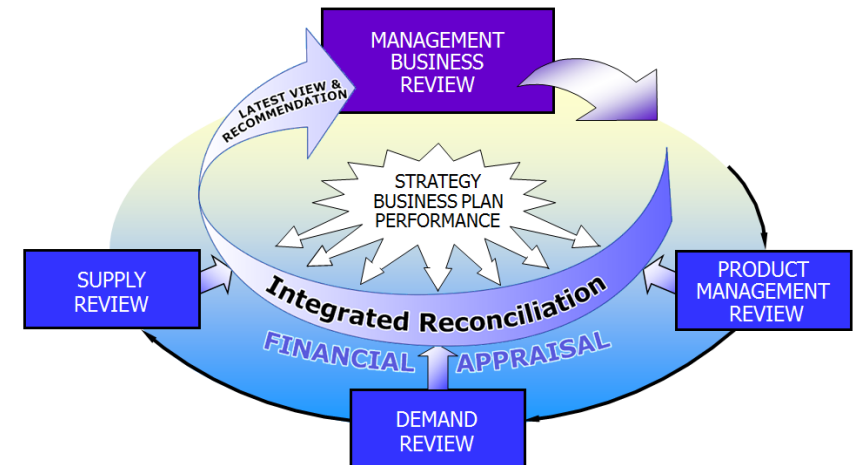 MANAGEMENT
BUSINESS
REVIEW
LATEST VIEW &
RECOMMENDATION
STRATEGY
BUSINESS PLAN
PERFORMANCE
SUPPLY
REVIEW
PRODUCT
MANAGEMENT
REVIEW
Integrated Reconciliation
FINANCIAL APPRAISAL
DEMAND
REVIEW